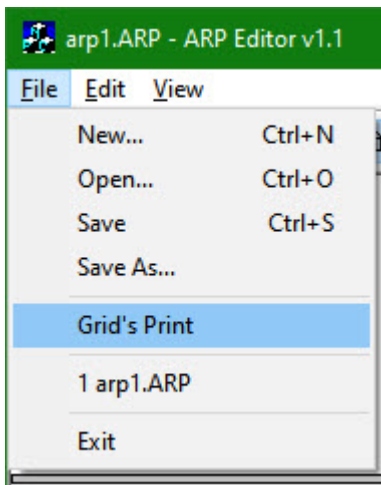 arp1.ARP - ARP Editor v1.1
File Edit View
New... Ctrl+N
Open... Ctrl+O
Save Ctrl+S
Save As...
Grid's Print
1 arp1.ARP
Exit